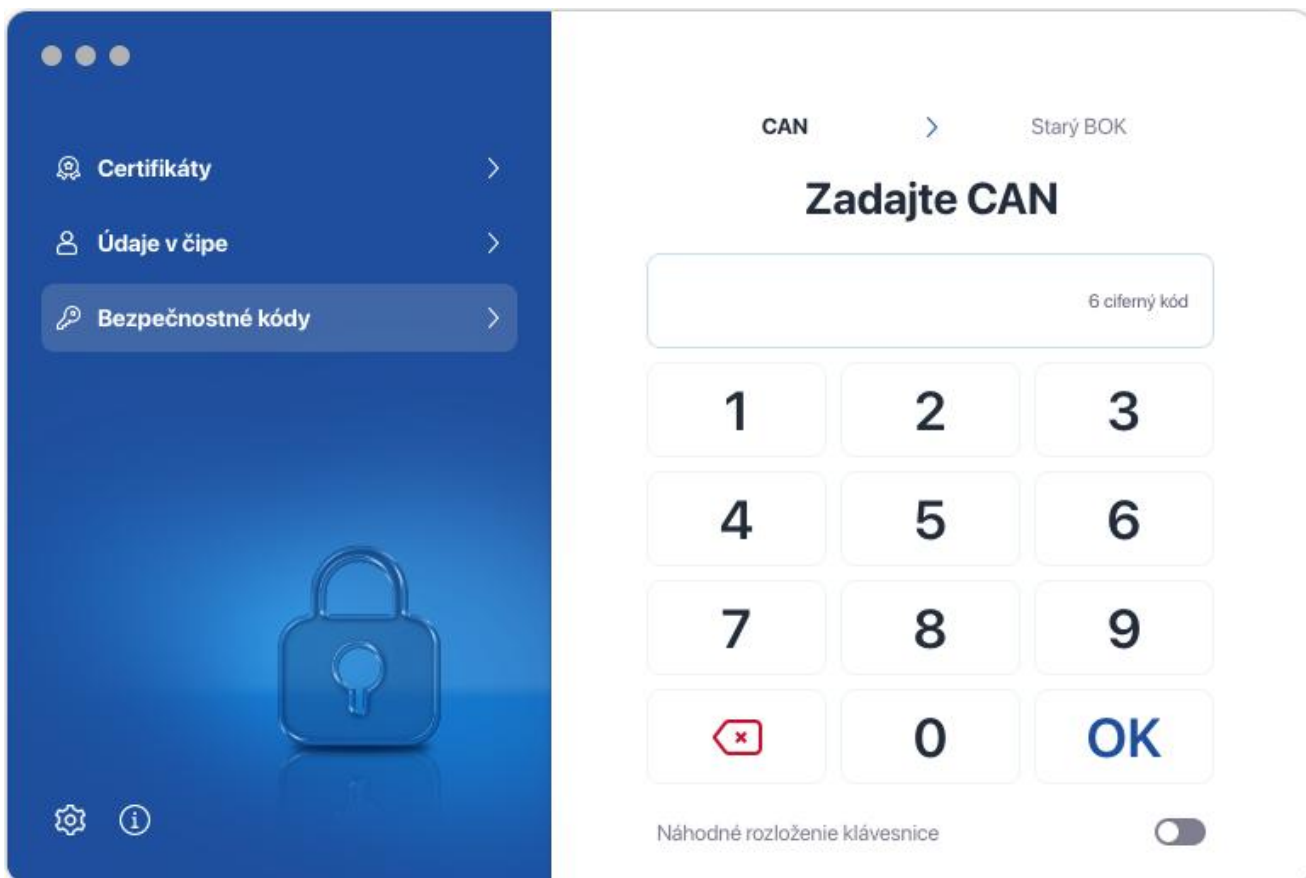 Certifikáty
Údaje v čipe
Bezpečnostné kódy
CAN > Starý BOK
Zadajte CAN
6 ciferný kód
1 2 3
4 5 6
7 8 9
0 OK
Náhodné rozloženie klávesnice